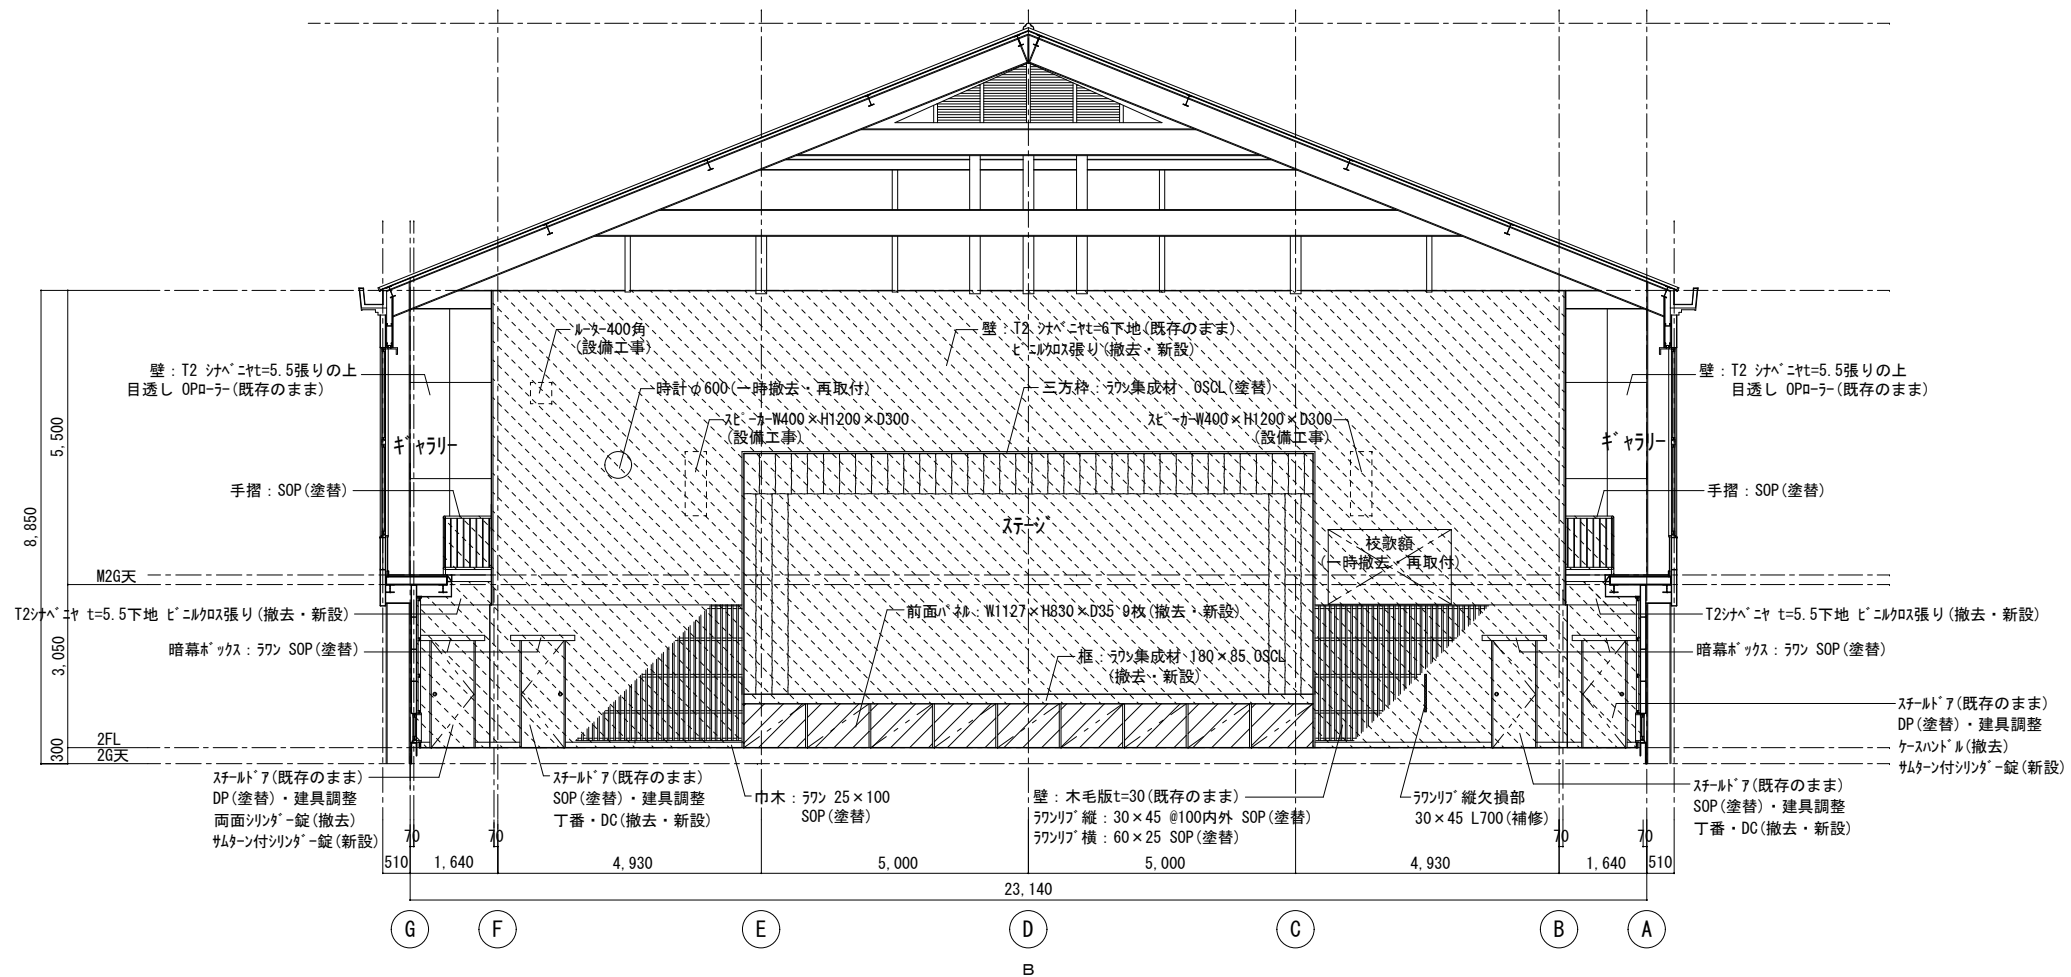 ルーター400角
(設備工事)
壁：T2 シナベニヤt=6下地(既存のまま)
ビニルクロス張り(撤去・新設)
壁：T2 シナベニヤt=5.5張りの上
目透し OPローラー(既存のまま)
時計φ600(一時撤去・再取付)
三方枠：ラワン集成材 OSCL(塗替)
壁：T2 シナベニヤt=5.5張りの上
目透し OPローラー(既存のまま)
スピーカーW400×H1200×D300
(設備工事)
スピーカーW400×H1200×D300
(設備工事)
5,500
ギャラリー
ギャラリー
手摺：SOP(塗替)
手摺：SOP(塗替)
8,850
ステージ
校歌額
(一時撤去・再取付)
M2G天
T2シナベニヤ t=5.5下地 ビニルクロス張り(撤去・新設)
前面パネル：W1127×H830×D35 9枚(撤去・新設)
T2シナベニヤ t=5.5下地 ビニルクロス張り(撤去・新設)
3,050
暗幕ボックス：ラワン SOP(塗替)
框：ラワン集成材 180×85 OSCL
(撤去・新設)
暗幕ボックス：ラワン SOP(塗替)
スチールドア(既存のまま)
DP(塗替)・建具調整
ケースハンドル(撤去)
サムターン付シリンダー錠(新設)
2FL
300
2G天
スチールドア(既存のまま)
DP(塗替)・建具調整
両面シリンダー錠(撤去)
サムターン付シリンダー錠(新設)
スチールドア(既存のまま)
SOP(塗替)・建具調整
丁番・DC(撤去・新設)
巾木：ラワン 25×100
SOP(塗替)
壁：木毛版t=30(既存のまま)
ラワンリブ縦：30×45 @100内外 SOP(塗替)
ラワンリブ横：60×25 SOP(塗替)
ラワンリブ縦欠損部
30×45 L700(補修)
スチールドア(既存のまま)
SOP(塗替)・建具調整
丁番・DC(撤去・新設)
70 70 70 70
510 1,640 4,930 5,000 5,000 4,930 1,640 510
23,140
G F E D C B A
B